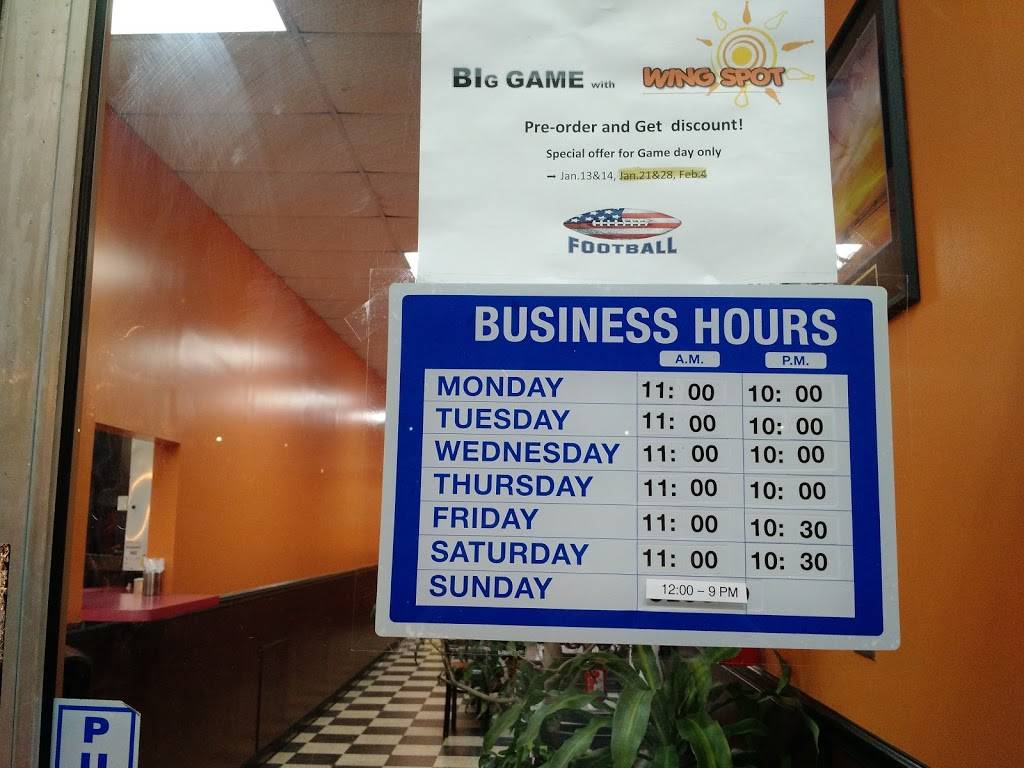 BIG GAME with WING SPOT
Pre-order and Get discount!
Special offer for Game day only
→ Jan.13&14, Jan.21&28, Feb.4
FOOTBALL
BUSINESS HOURS
A.M. P.M.
MONDAY 11: 00 10: 00
TUESDAY 11: 00 10: 00
WEDNESDAY 11: 00 10: 00
THURSDAY 11: 00 10: 00
FRIDAY 11: 00 10: 30
SATURDAY 11: 00 10: 30
SUNDAY 12:00 – 9 PM
P
U